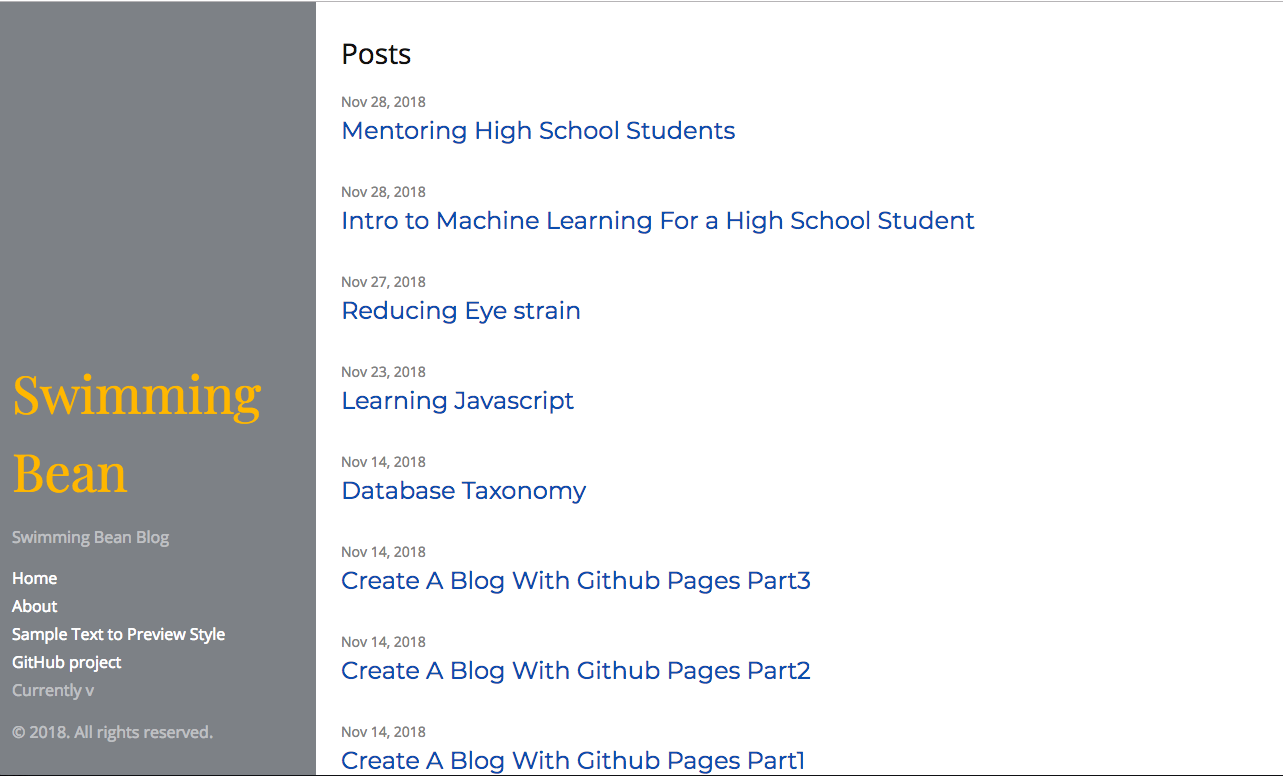 Swimming
Bean
Swimming Bean Blog
Home
About
Sample Text to Preview Style
GitHub project
Currently v
© 2018. All rights reserved.
Posts
Nov 28, 2018
Mentoring High School Students
Nov 28, 2018
Intro to Machine Learning For a High School Student
Nov 27, 2018
Reducing Eye strain
Nov 23, 2018
Learning Javascript
Nov 14, 2018
Database Taxonomy
Nov 14, 2018
Create A Blog With Github Pages Part3
Nov 14, 2018
Create A Blog With Github Pages Part2
Nov 14, 2018
Create A Blog With Github Pages Part1